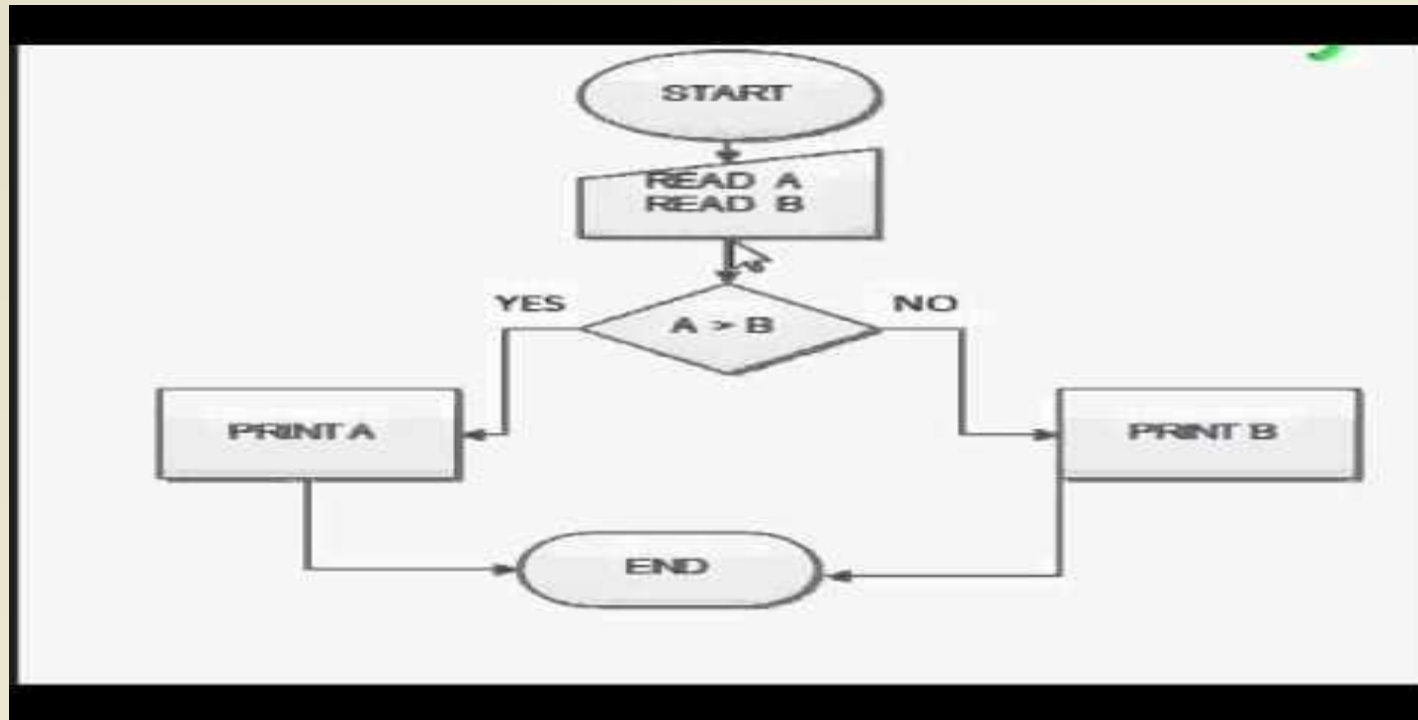 START
READ A
READ B
YES
NO
A > B
PRINT A
PRINT B
END